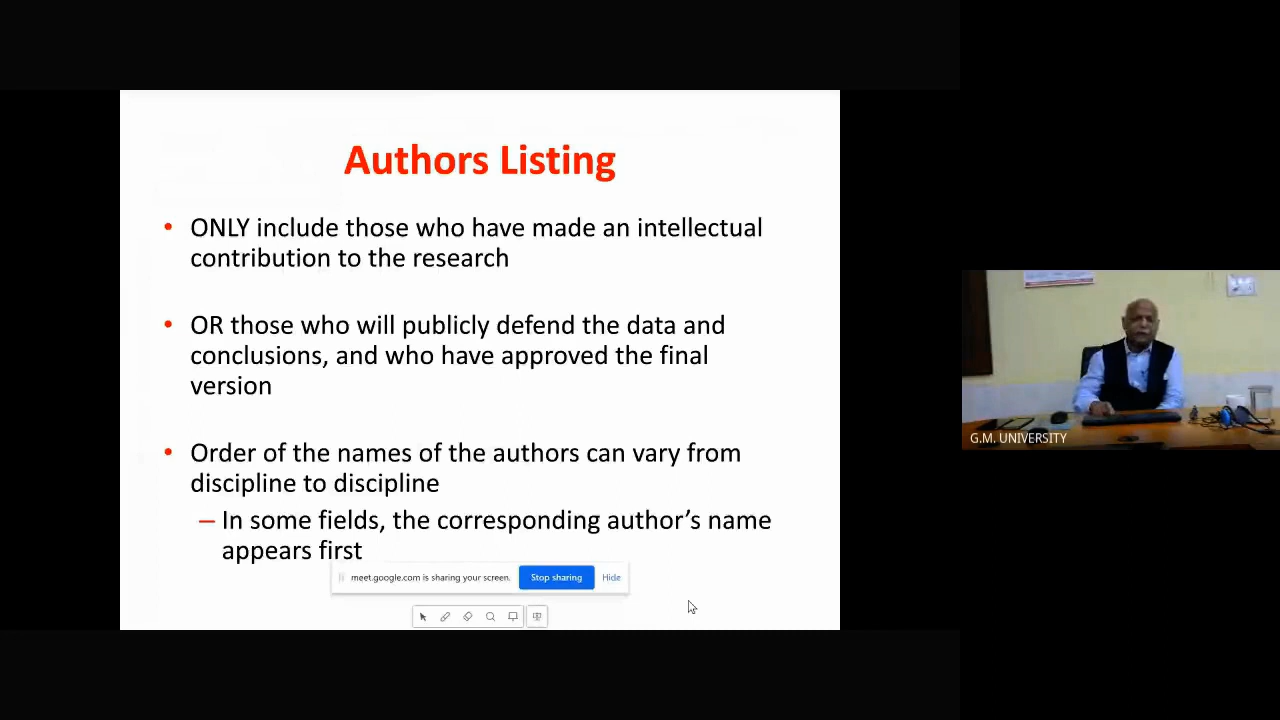 Authors Listing
• ONLY include those who have made an intellectual
contribution to the research
• OR those who will publicly defend the data and
conclusions, and who have approved the final
version
• Order of the names of the authors can vary from
discipline to discipline
– In some fields, the corresponding author’s name
appears first
meet.google.com is sharing your screen.
Stop sharing
Hide
G.M. UNIVERSITY